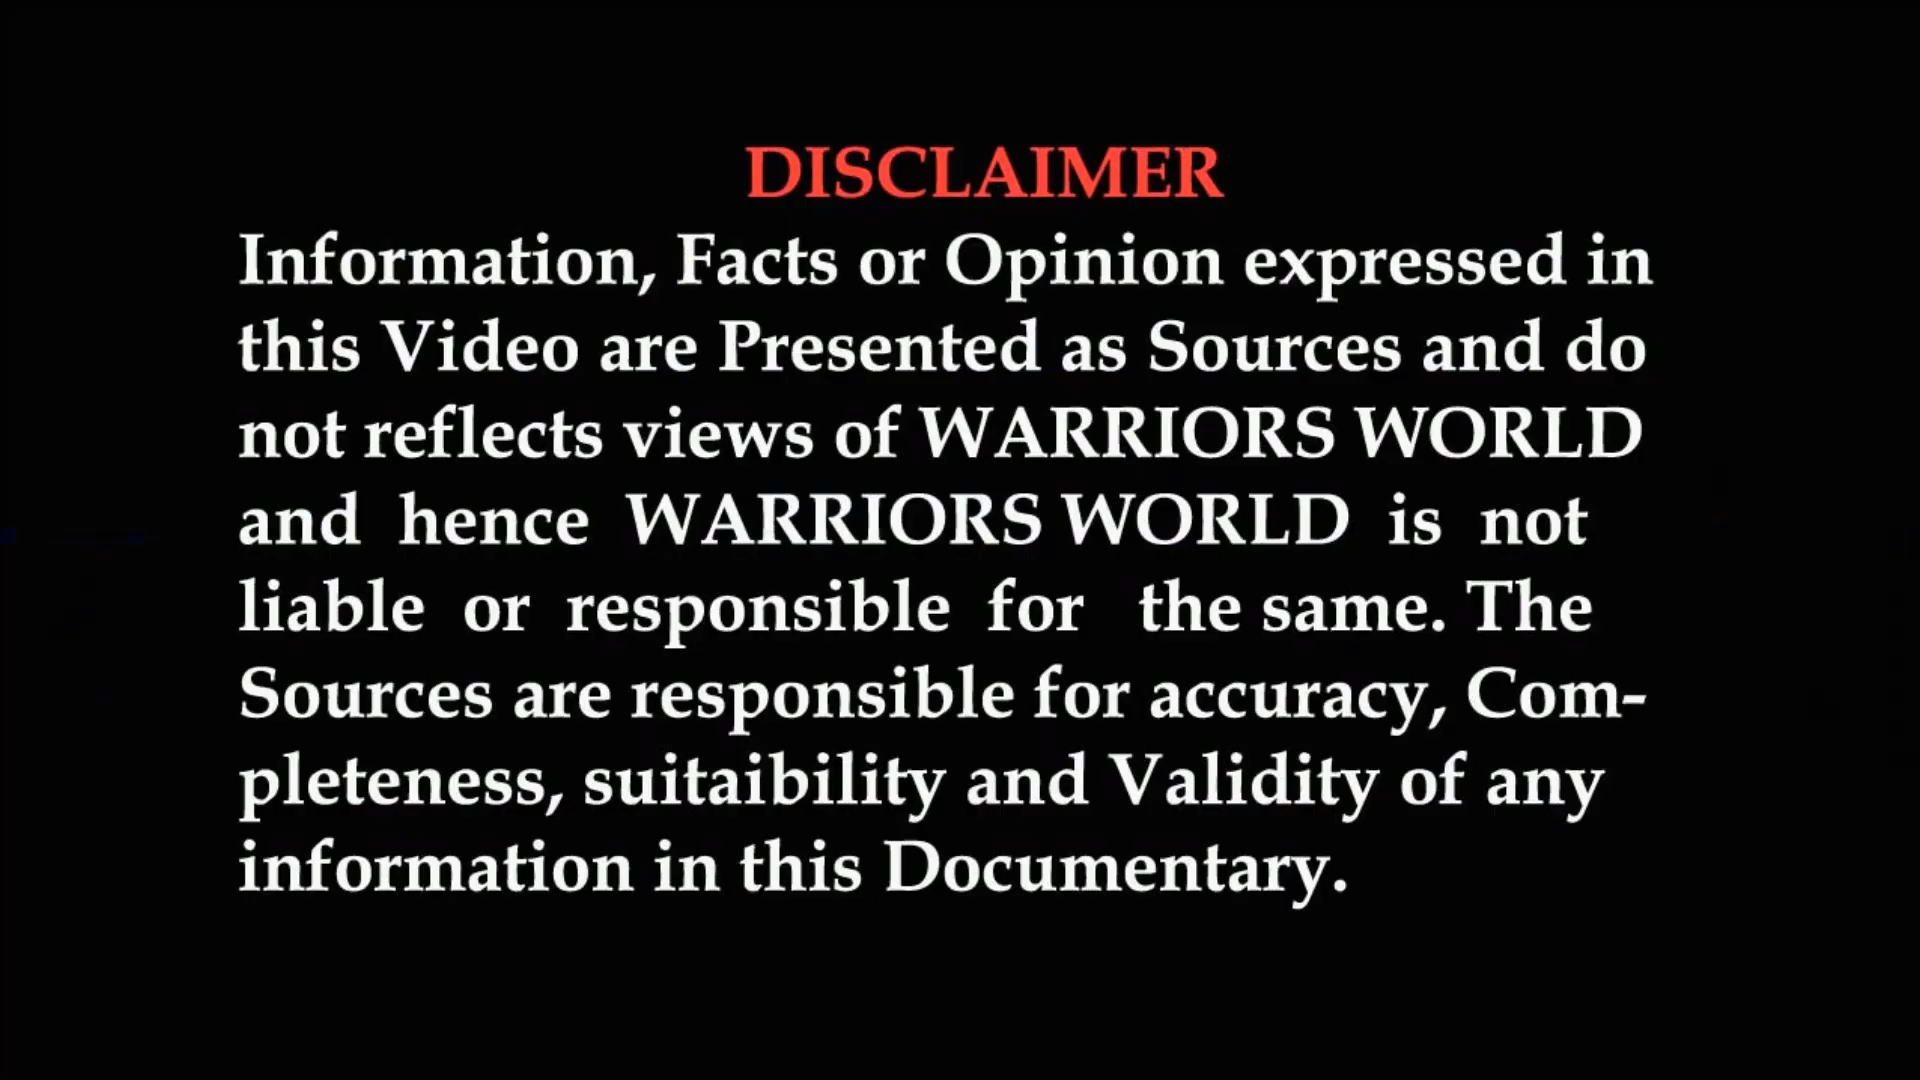 DISCLAIMER
Information, Facts or Opinion expressed in
this Video are Presented as Sources and do
not reflects views of WARRIORS WORLD
and hence WARRIORS WORLD is not
liable or responsible for the same. The
Sources are responsible for accuracy, Com-
pleteness, suitaibility and Validity of any
information in this Documentary.